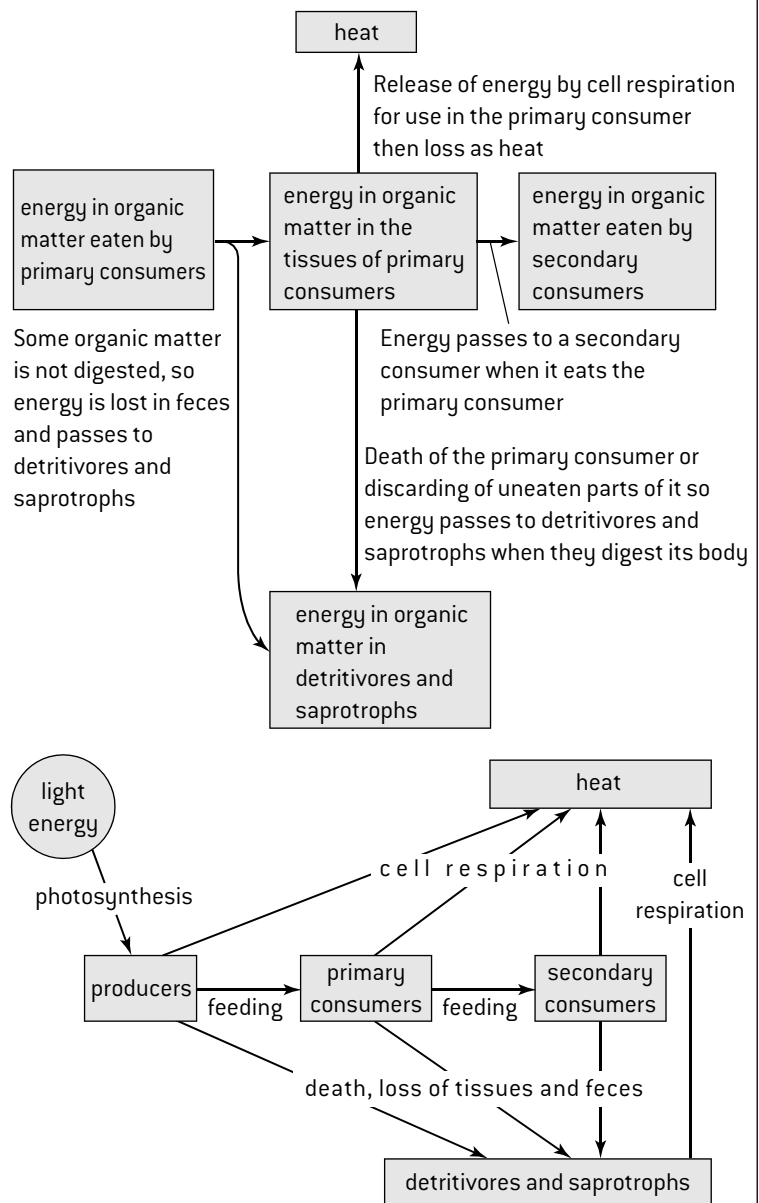 heat
Release of energy by cell respiration
for use in the primary consumer
then loss as heat
energy in organic
matter eaten by
primary consumers
energy in organic
matter in the
tissues of primary
consumers
energy in organic
matter eaten by
secondary
consumers
Some organic matter
is not digested, so
energy is lost in feces
and passes to
detritivores and
saprotrophs
Energy passes to a secondary
consumer when it eats the
primary consumer
Death of the primary consumer or
discarding of uneaten parts of it so
energy passes to detritivores and
saprotrophs when they digest its body
energy in organic
matter in
detritivores and
saprotrophs
light
energy
heat
photosynthesis
cell respiration
cell
respiration
producers
feeding
primary
consumers
feeding
secondary
consumers
death, loss of tissues and feces
detritivores and saprotrophs